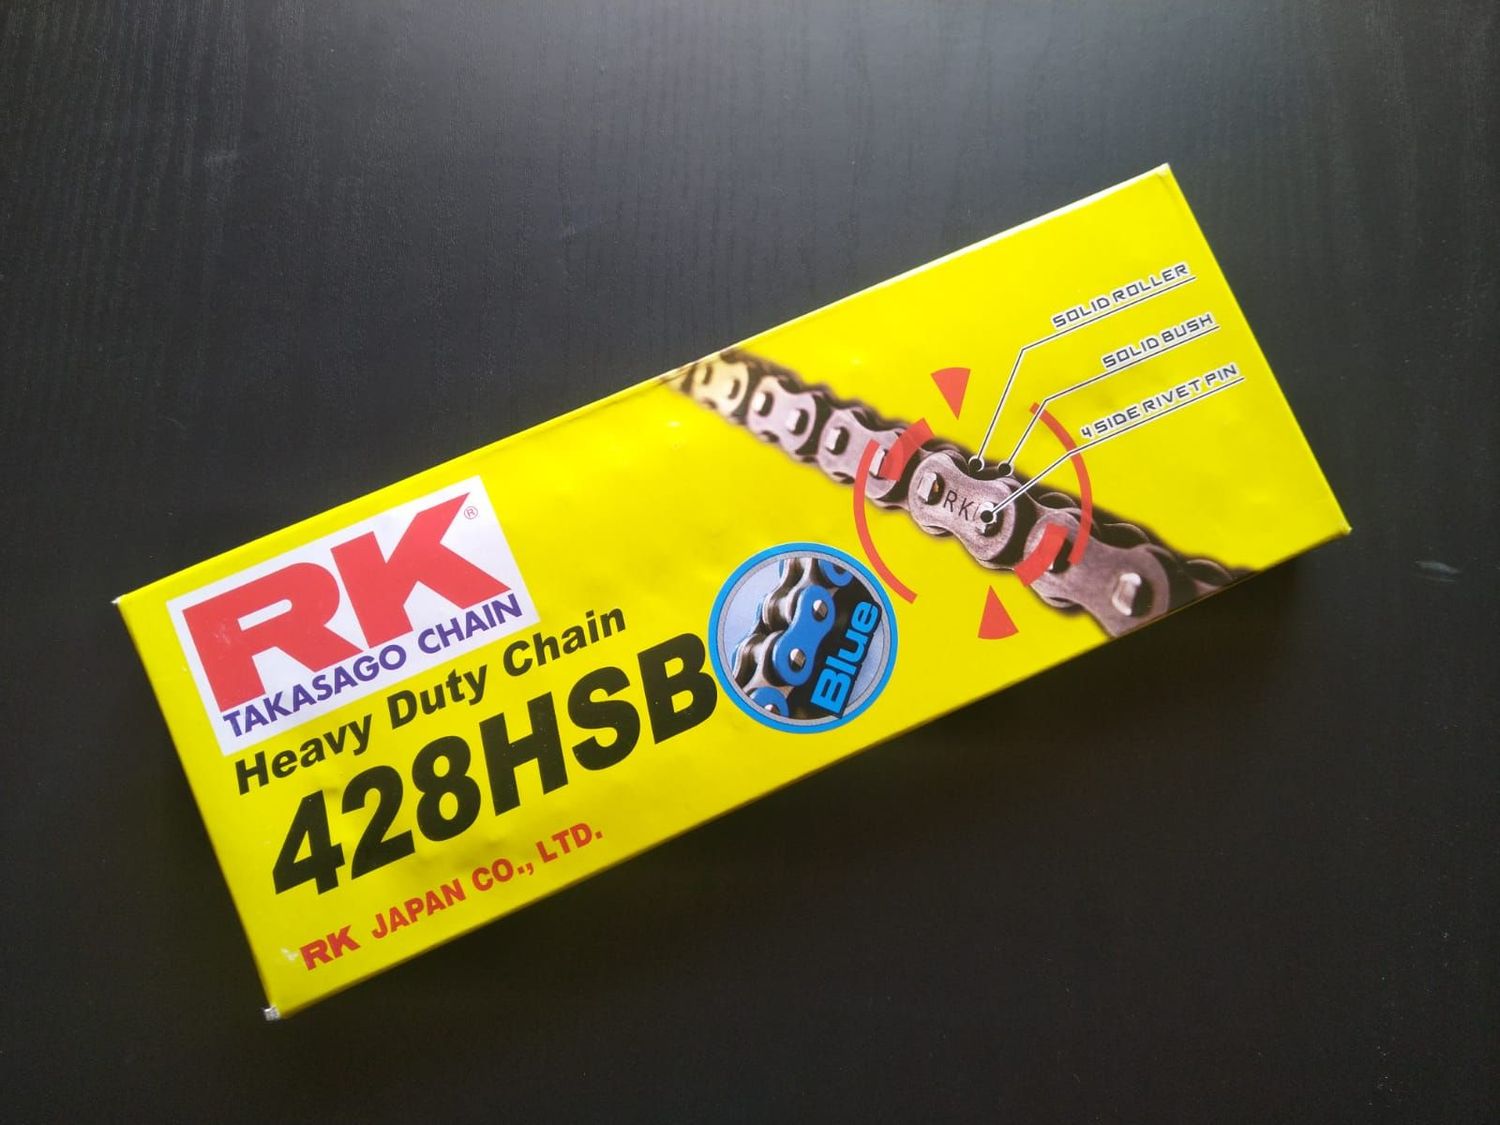 RK®
TAKASAGO CHAIN
Heavy Duty Chain
428HSB
Blue
RK JAPAN CO., LTD.
SOLID ROLLER
SOLID BUSH
4 SIDE RIVET PIN
RK